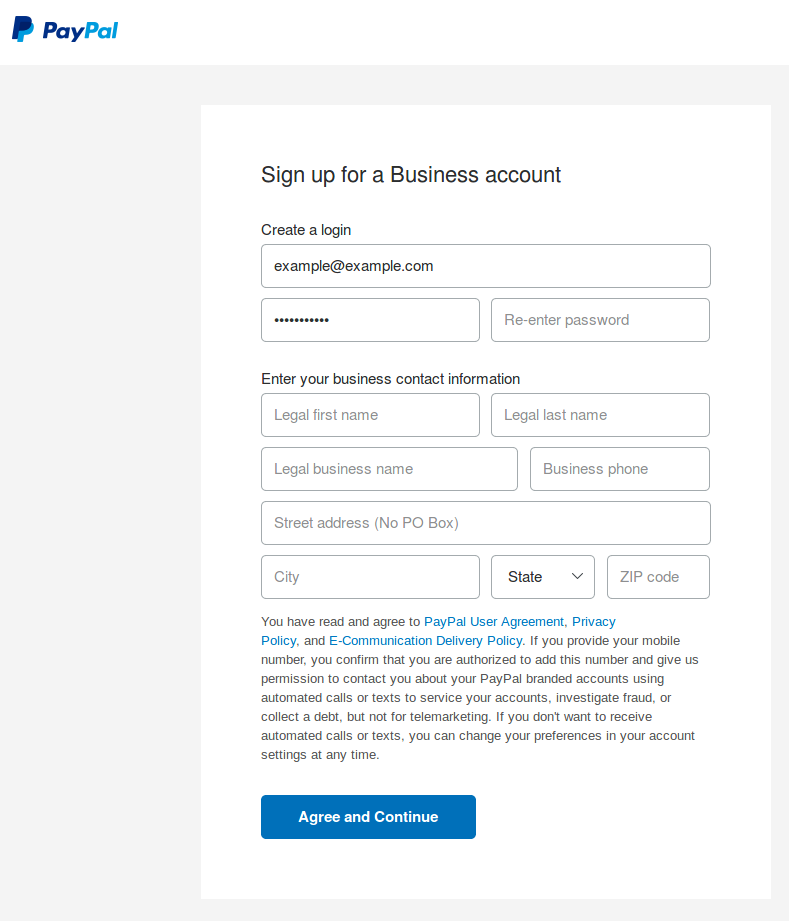 PayPal
Sign up for a Business account
Create a login
example@example.com
•••••••••••
Re-enter password
Enter your business contact information
Legal first name
Legal last name
Legal business name
Business phone
Street address (No PO Box)
City
State
ZIP code
You have read and agree to PayPal User Agreement, Privacy
Policy, and E-Communication Delivery Policy. If you provide your mobile
number, you confirm that you are authorized to add this number and give us
permission to contact you about your PayPal branded accounts using
automated calls or texts to service your accounts, investigate fraud, or
collect a debt, but not for telemarketing. If you don't want to receive
automated calls or texts, you can change your preferences in your account
settings at any time.
Agree and Continue